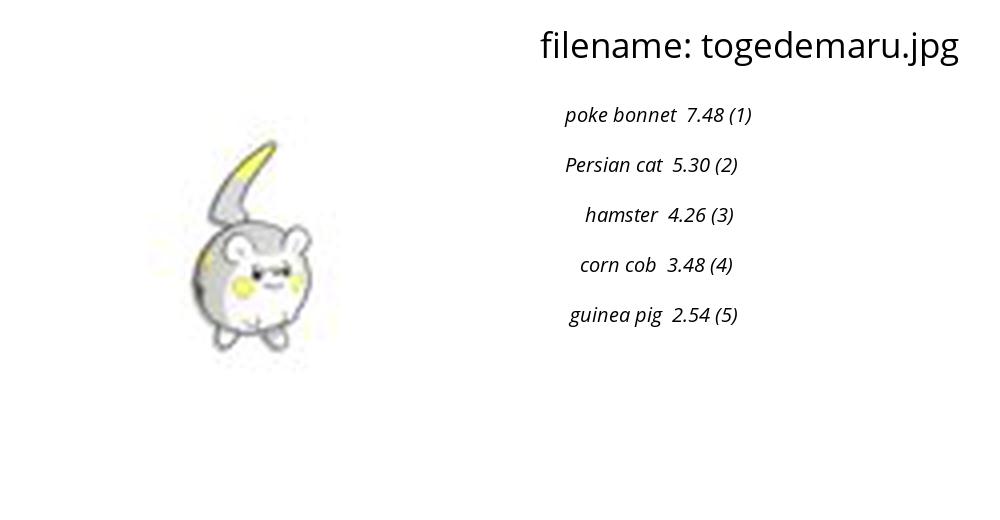 filename: togedemaru.jpg
poke bonnet 7.48 (1)
Persian cat 5.30 (2)
hamster 4.26 (3)
corn cob 3.48 (4)
guinea pig 2.54 (5)